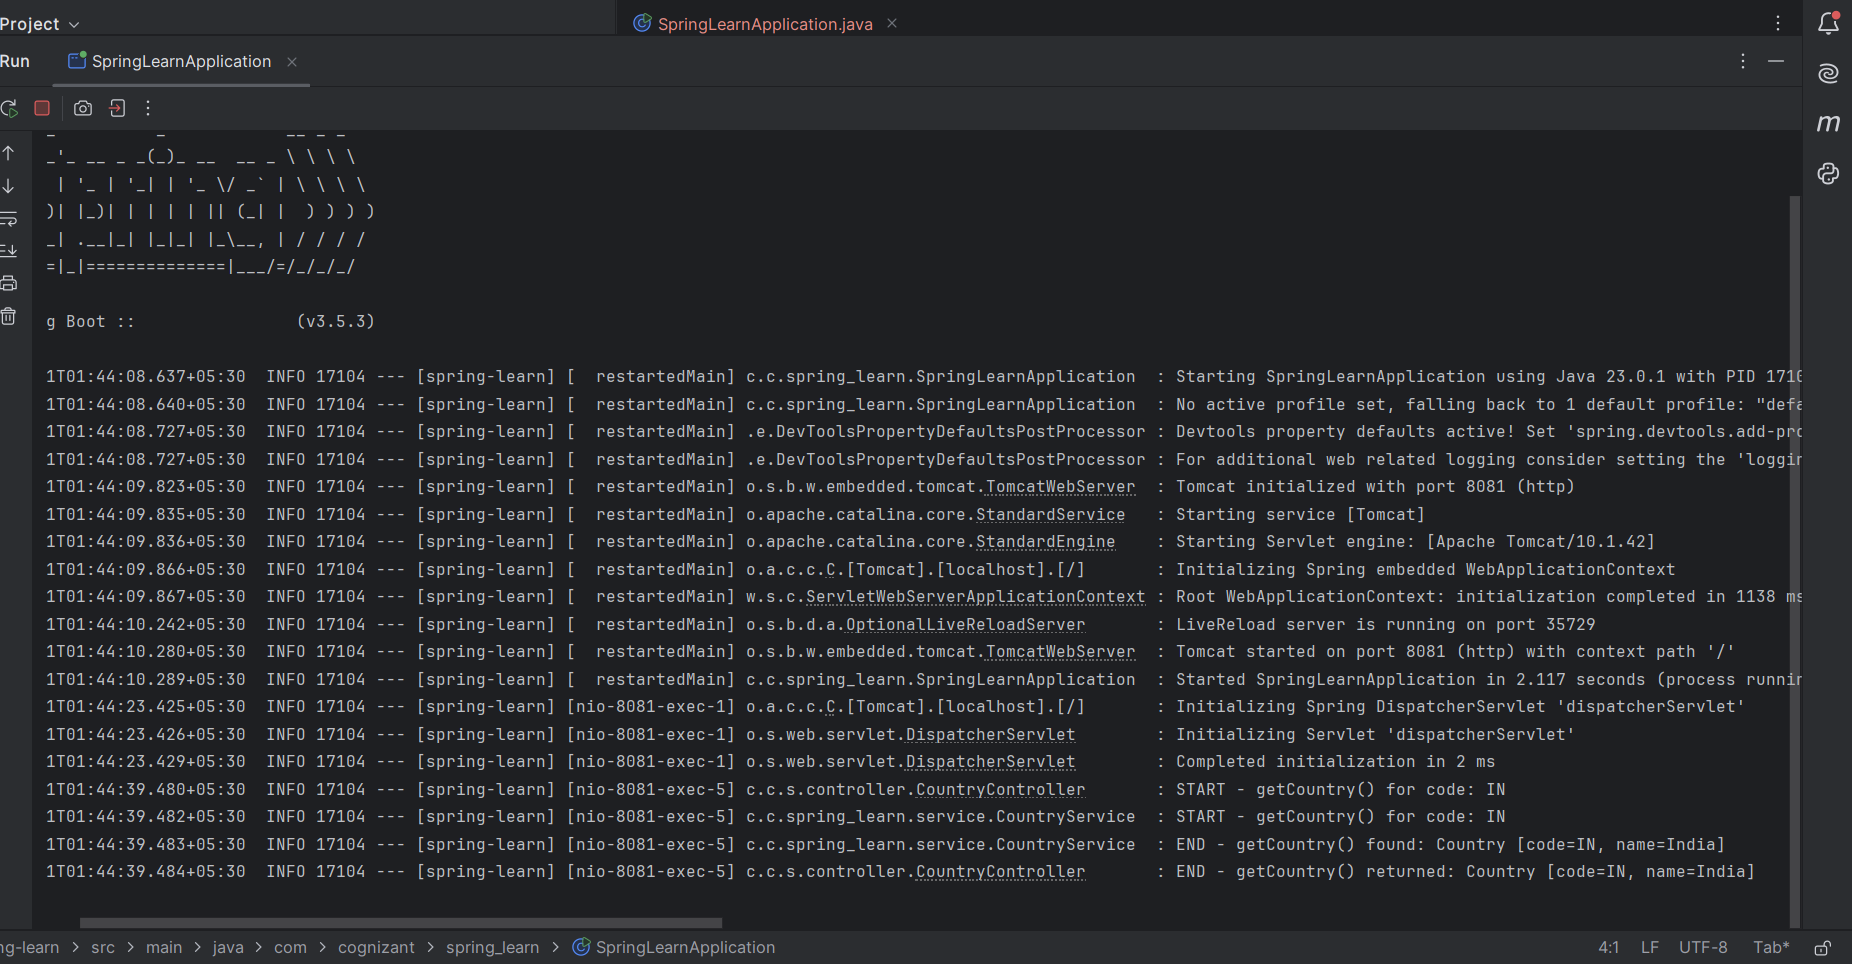 Project
SpringLearnApplication.java
Run
SpringLearnApplication
_          _            __ _ _
_'_ __ _ _(_)_ __  __ _ \ \ \ \
 | '_ | '_| | '_ \/ _` | \ \ \ \
)| |_)| | | | | || (_| |  ) ) ) )
_| .__|_| |_|_| |_\__, | / / / /
=|_|==============|___/=/_/_/_/
g Boot ::                (v3.5.3)
1T01:44:08.637+05:30  INFO 17104 --- [spring-learn] [  restartedMain] c.c.spring_learn.SpringLearnApplication  : Starting SpringLearnApplication using Java 23.0.1 with PID 1710
1T01:44:08.640+05:30  INFO 17104 --- [spring-learn] [  restartedMain] c.c.spring_learn.SpringLearnApplication  : No active profile set, falling back to 1 default profile: "defa
1T01:44:08.727+05:30  INFO 17104 --- [spring-learn] [  restartedMain] .e.DevToolsPropertyDefaultsPostProcessor : Devtools property defaults active! Set 'spring.devtools.add-pro
1T01:44:08.727+05:30  INFO 17104 --- [spring-learn] [  restartedMain] .e.DevToolsPropertyDefaultsPostProcessor : For additional web related logging consider setting the 'loggin
1T01:44:09.823+05:30  INFO 17104 --- [spring-learn] [  restartedMain] o.s.b.w.embedded.tomcat.TomcatWebServer  : Tomcat initialized with port 8081 (http)
1T01:44:09.835+05:30  INFO 17104 --- [spring-learn] [  restartedMain] o.apache.catalina.core.StandardService   : Starting service [Tomcat]
1T01:44:09.836+05:30  INFO 17104 --- [spring-learn] [  restartedMain] o.apache.catalina.core.StandardEngine    : Starting Servlet engine: [Apache Tomcat/10.1.42]
1T01:44:09.866+05:30  INFO 17104 --- [spring-learn] [  restartedMain] o.a.c.c.C.[Tomcat].[localhost].[/]       : Initializing Spring embedded WebApplicationContext
1T01:44:09.867+05:30  INFO 17104 --- [spring-learn] [  restartedMain] w.s.c.ServletWebServerApplicationContext : Root WebApplicationContext: initialization completed in 1138 ms
1T01:44:10.242+05:30  INFO 17104 --- [spring-learn] [  restartedMain] o.s.b.d.a.OptionalLiveReloadServer       : LiveReload server is running on port 35729
1T01:44:10.280+05:30  INFO 17104 --- [spring-learn] [  restartedMain] o.s.b.w.embedded.tomcat.TomcatWebServer  : Tomcat started on port 8081 (http) with context path '/'
1T01:44:10.289+05:30  INFO 17104 --- [spring-learn] [  restartedMain] c.c.spring_learn.SpringLearnApplication  : Started SpringLearnApplication in 2.117 seconds (process runnin
1T01:44:23.425+05:30  INFO 17104 --- [spring-learn] [nio-8081-exec-1] o.a.c.c.C.[Tomcat].[localhost].[/]       : Initializing Spring DispatcherServlet 'dispatcherServlet'
1T01:44:23.426+05:30  INFO 17104 --- [spring-learn] [nio-8081-exec-1] o.s.web.servlet.DispatcherServlet        : Initializing Servlet 'dispatcherServlet'
1T01:44:23.429+05:30  INFO 17104 --- [spring-learn] [nio-8081-exec-1] o.s.web.servlet.DispatcherServlet        : Completed initialization in 2 ms
1T01:44:39.480+05:30  INFO 17104 --- [spring-learn] [nio-8081-exec-5] c.c.s.controller.CountryController       : START - getCountry() for code: IN
1T01:44:39.482+05:30  INFO 17104 --- [spring-learn] [nio-8081-exec-5] c.c.spring_learn.service.CountryService  : START - getCountry() for code: IN
1T01:44:39.483+05:30  INFO 17104 --- [spring-learn] [nio-8081-exec-5] c.c.spring_learn.service.CountryService  : END - getCountry() found: Country [code=IN, name=India]
1T01:44:39.484+05:30  INFO 17104 --- [spring-learn] [nio-8081-exec-5] c.c.s.controller.CountryController       : END - getCountry() returned: Country [code=IN, name=India]
ng-learn > src > main > java > com > cognizant > spring_learn > SpringLearnApplication
4:1 LF UTF-8 Tab*